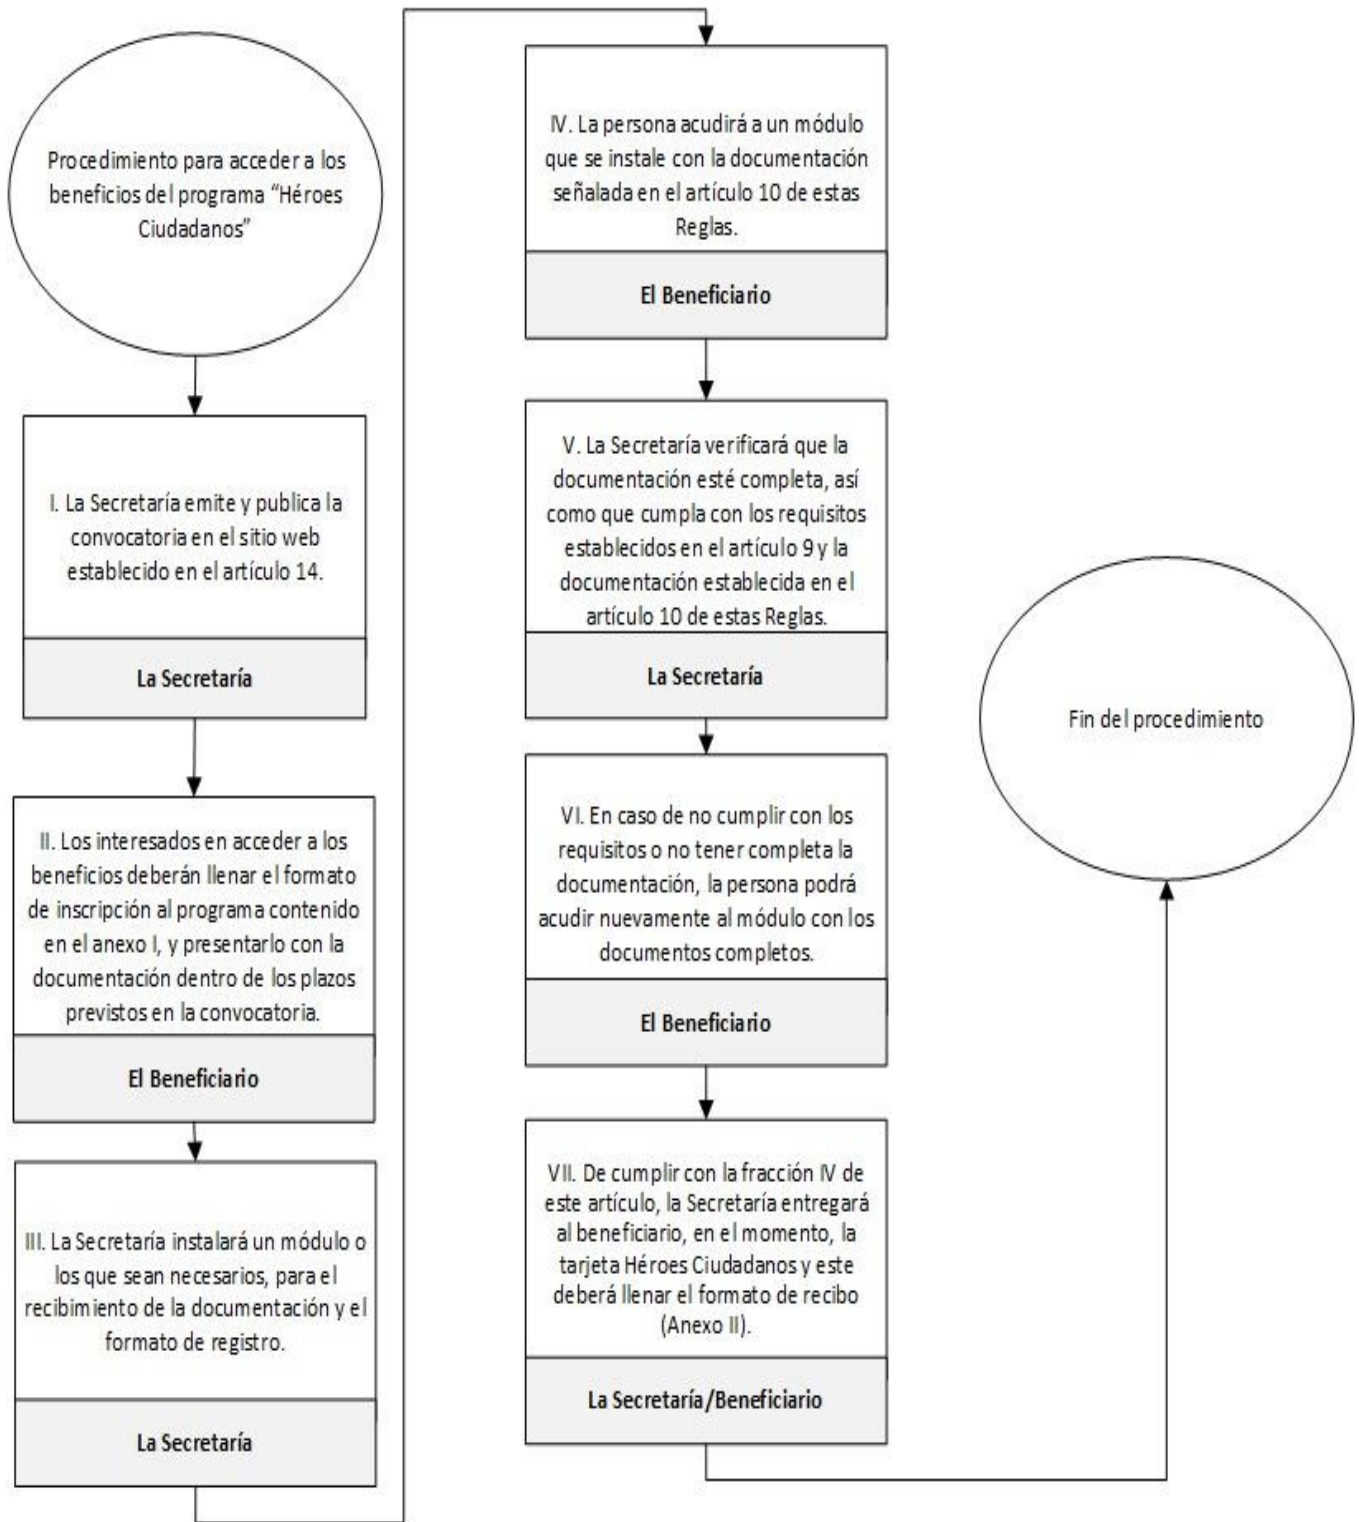 Procedimiento para acceder a los
beneficios del programa “Héroes
Ciudadanos”
I. La Secretaría emite y publica la
convocatoria en el sitio web
establecido en el artículo 14.
La Secretaría
II. Los interesados en acceder a los
beneficios deberán llenar el formato
de inscripción al programa contenido
en el anexo I, y presentarlo con la
documentación dentro de los plazos
previstos en la convocatoria.
El Beneficiario
III. La Secretaría instalará un módulo o
los que sean necesarios, para el
recibimiento de la documentación y el
formato de registro.
La Secretaría
IV. La persona acudirá a un módulo
que se instale con la documentación
señalada en el artículo 10 de estas
Reglas.
El Beneficiario
V. La Secretaría verificará que la
documentación esté completa, así
como que cumpla con los requisitos
establecidos en el artículo 9 y la
documentación establecida en el
artículo 10 de estas Reglas.
La Secretaría
VI. En caso de no cumplir con los
requisitos o no tener completa la
documentación, la persona podrá
acudir nuevamente al módulo con los
documentos completos.
El Beneficiario
VII. De cumplir con la fracción IV de
este artículo, la Secretaría entregará
al beneficiario, en el momento, la
tarjeta Héroes Ciudadanos y este
deberá llenar el formato de recibo
(Anexo II).
La Secretaría/Beneficiario
Fin del procedimiento